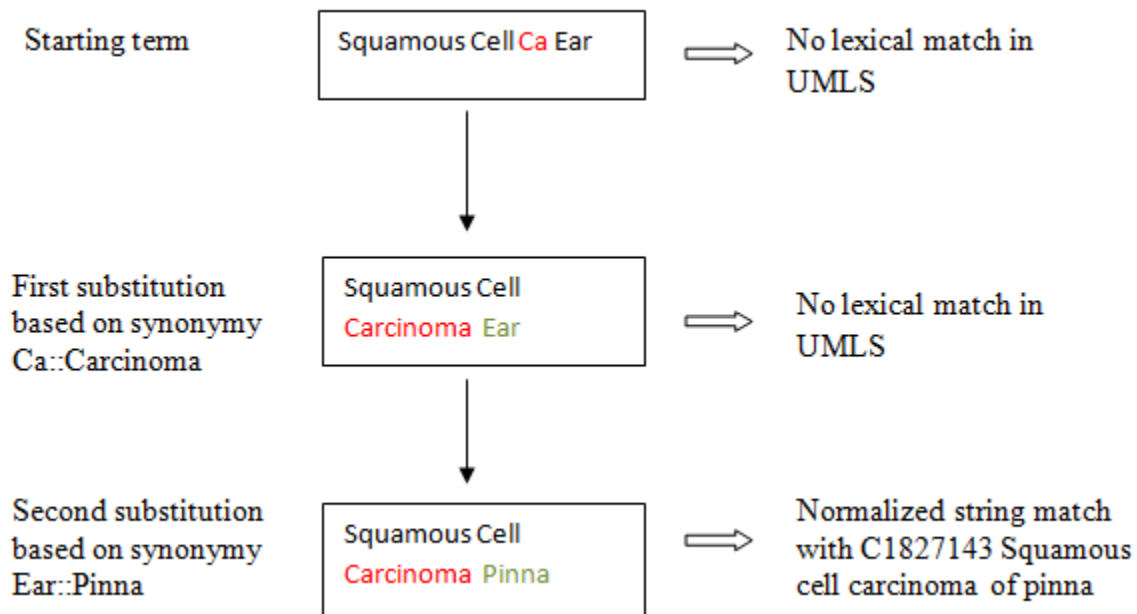 Starting term
Squamous Cell Ca Ear
No lexical match in
UMLS
First substitution
based on synonymy
Ca::Carcinoma
Squamous Cell
Carcinoma Ear
No lexical match in
UMLS
Second substitution
based on synonymy
Ear::Pinna
Squamous Cell
Carcinoma Pinna
Normalized string match
with C1827143 Squamous
cell carcinoma of pinna